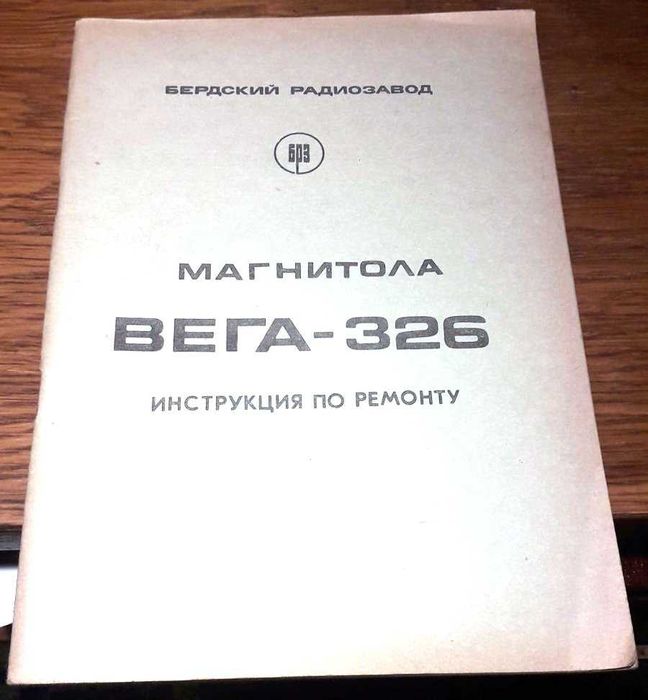 БЕРДСКИЙ РАДИОЗАВОД
БРЗ
МАГНИТОЛА
ВЕГА-326
ИНСТРУКЦИЯ ПО РЕМОНТУ